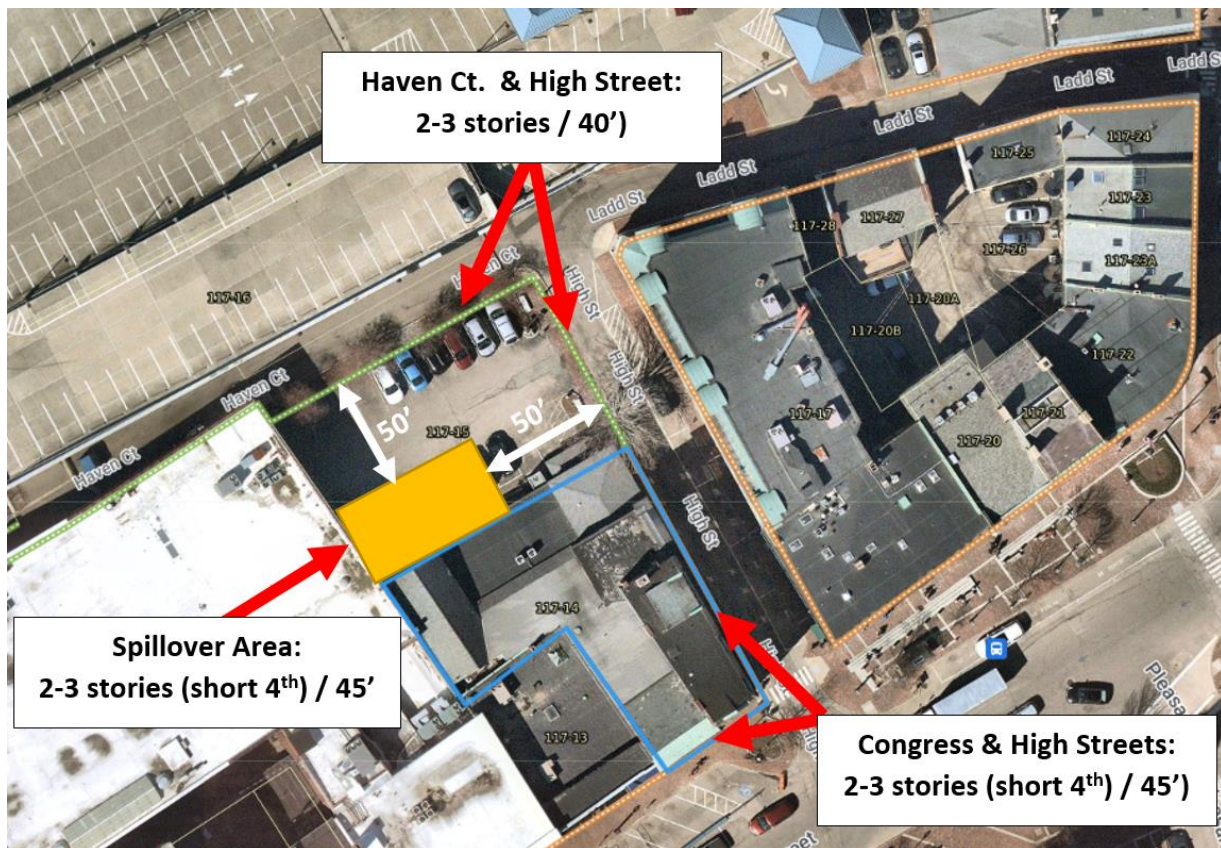 Haven Ct. & High Street:
2-3 stories / 40’)
Ladd St
Ladd St
Ladd St
Ladd St
Ladd St
117-25
117-24
117-23
117-23A
117-28
117-27
117-26
117-20A
117-20B
117-22
117-21
117-20
117-17
117-16
Haven Ct
High St
High St
Haven Ct
50’
50’
117-15
Haven Ct
High St
117-14
117-13
Spillover Area:
2-3 stories (short 4th) / 45’
Congress & High Streets:
2-3 stories (short 4th) / 45’)